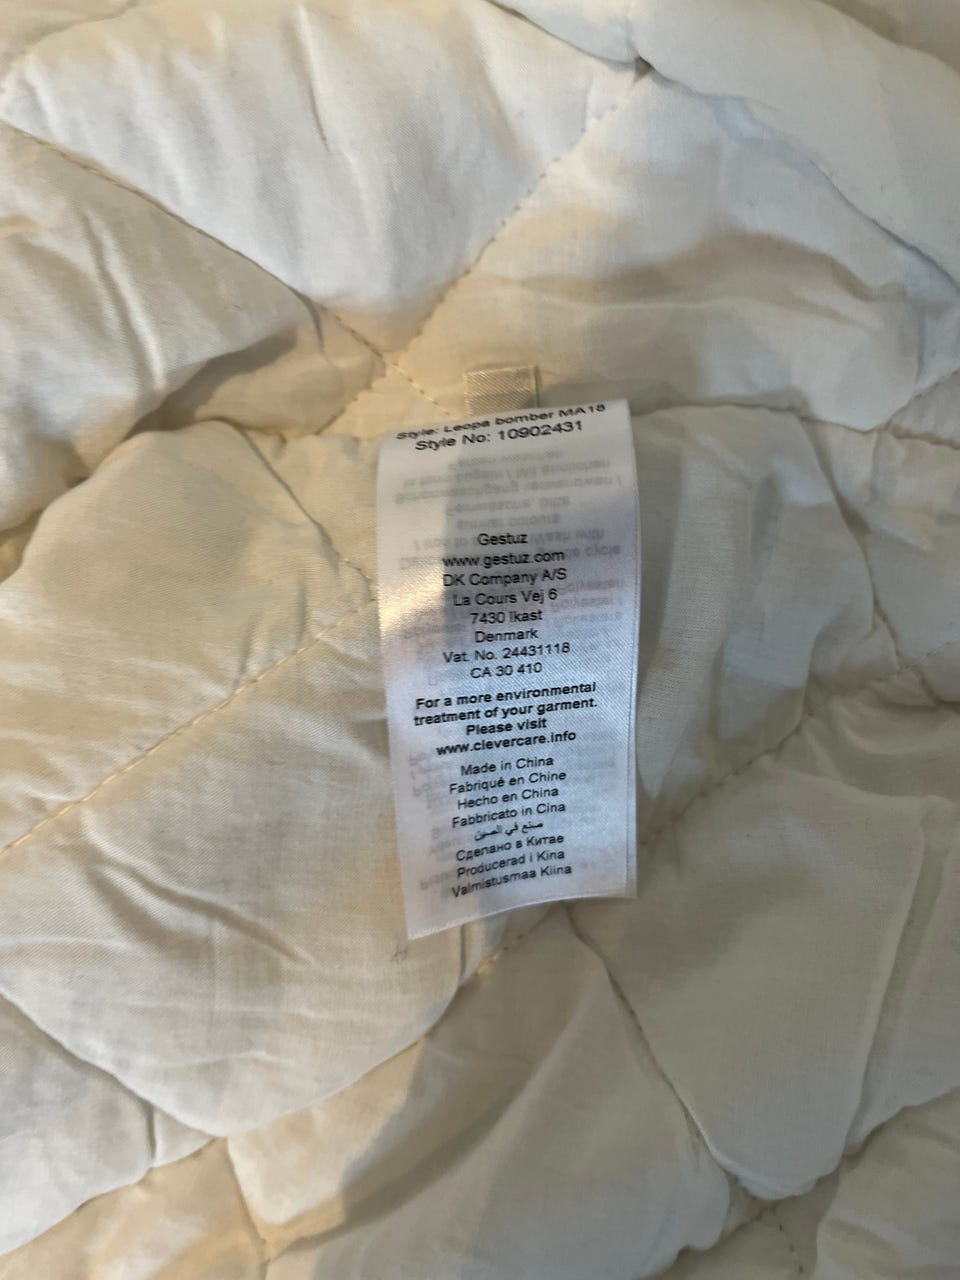 Style: Leopa bomber MA18
Style No: 10902431
Gestuz
www.gestuz.com
DK Company A/S
La Cours Vej 6
7430 Ikast
Denmark
Vat. No. 24431118
CA 30 410
For a more environmental
treatment of your garment.
Please visit
www.clevercare.info
Made in China
Fabriqué en Chine
Hecho en China
Fabbricato in Cina
صنع في الصين
Сделано в Китае
Producerad i Kina
Valmistusmaa Kiina